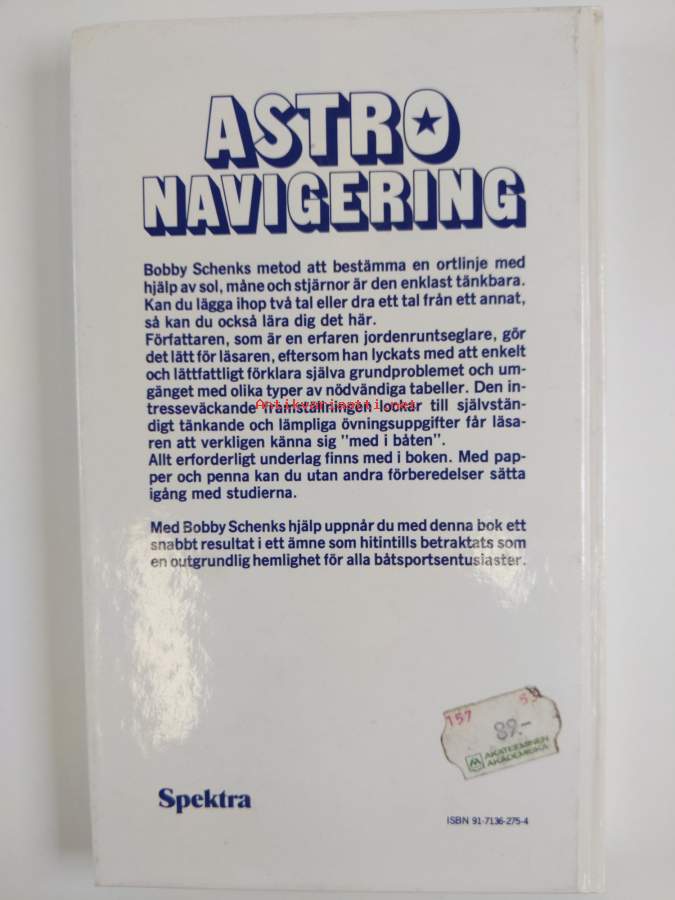 ASTRO
NAVIGERING
Bobby Schenks metod att bestämma en ortlinje med
hjälp av sol, måne och stjärnor är den enklast tänkbara.
Kan du lägga ihop två tal eller dra ett tal från ett annat,
så kan du också lära dig det här.
Författaren, som är en erfaren jordenruntseglare, gör
det lätt för läsaren, eftersom han lyckats med att enkelt
och lättfattligt förklara själva grundproblemet och um-
gänget med olika typer av nödvändiga tabeller. Den in-
tresseväckande framställningen lockar till självstän-
Antikvariaatti.net
digt tänkande och lämpliga övningsuppgifter får läsa-
ren att verkligen känna sig "med i båten".
Allt erforderligt underlag finns med i boken. Med pap-
per och penna kan du utan andra förberedelser sätta
igång med studierna.
Med Bobby Schenks hjälp uppnår du med denna bok ett
snabbt resultat i ett ämne som hitintills betraktats som
en outgrundlig hemlighet för alla båtsportsentusiaster.
157
89.-
AKATEEMINEN
AKADEMISKA
Spektra
ISBN 91-7136-275-4